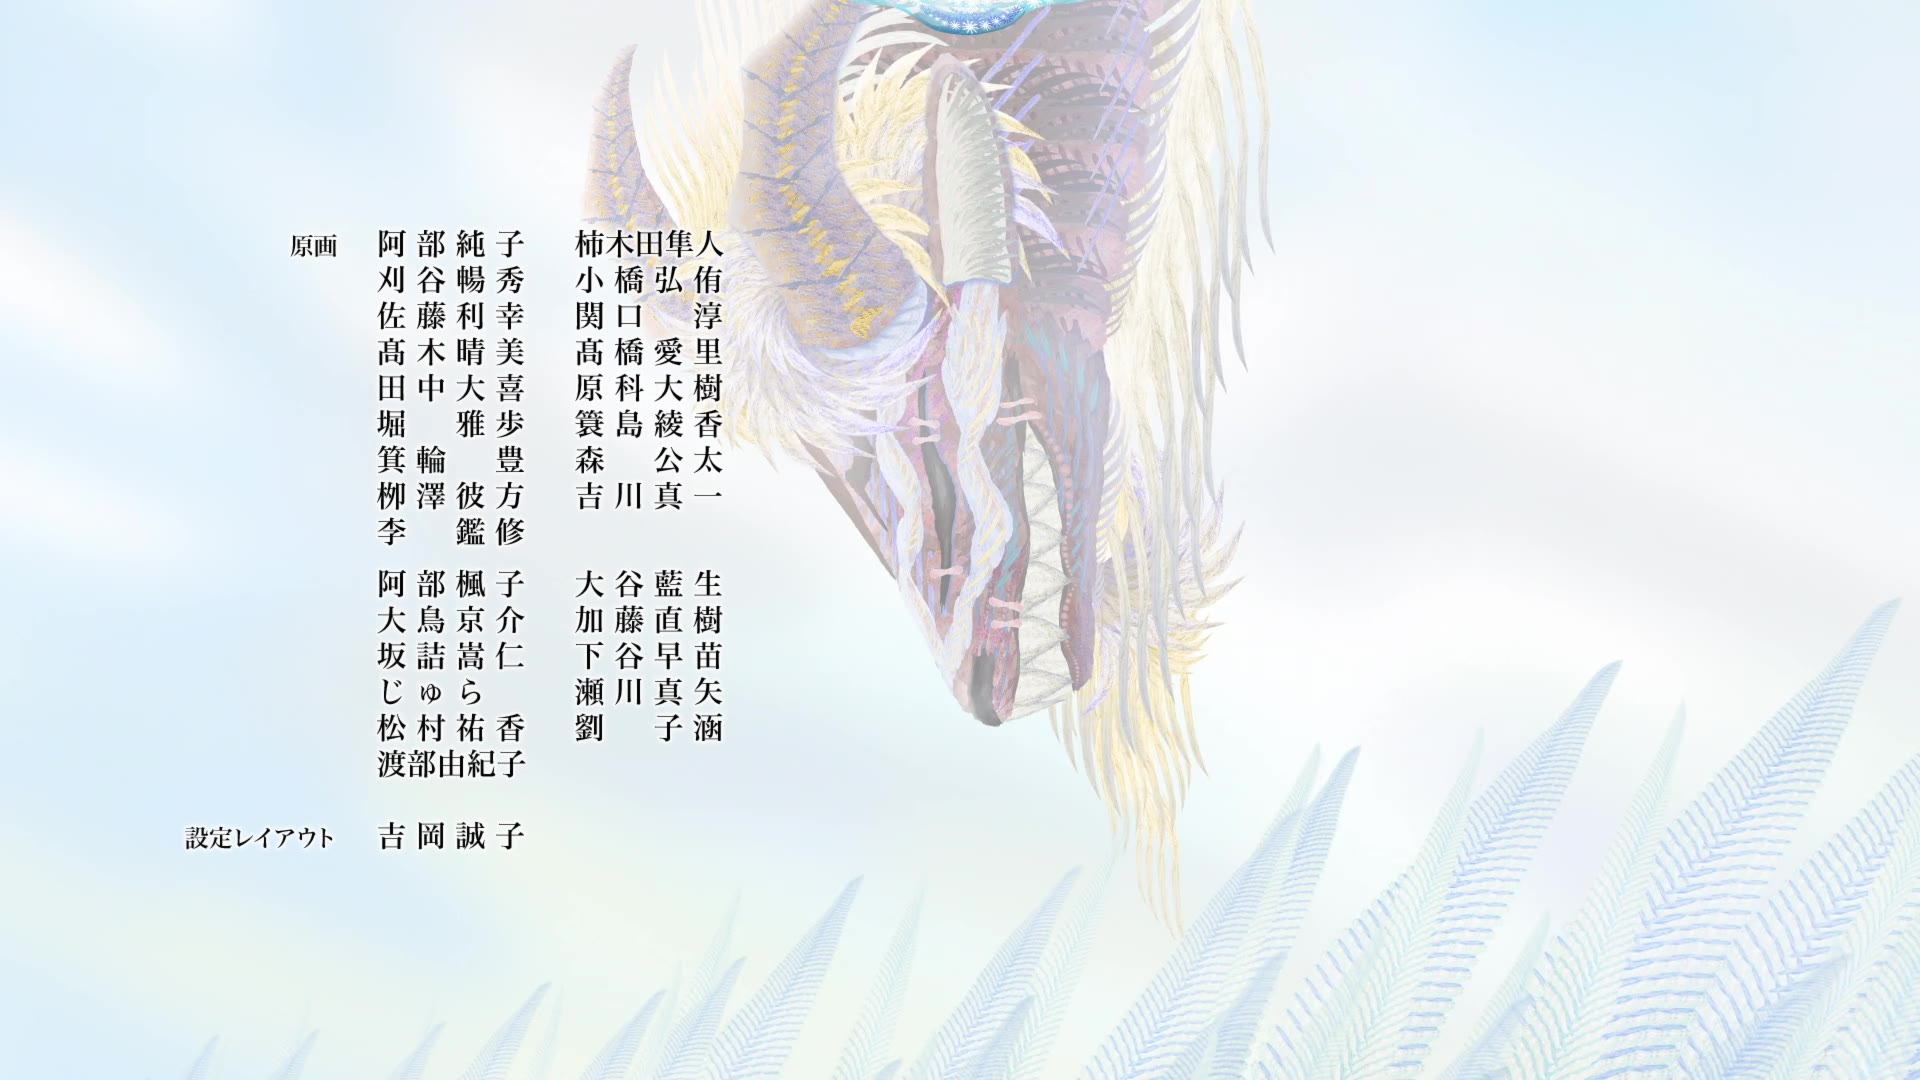 原画 阿部純子 柿木田隼人
刈谷暢秀 小橋弘侑
佐藤利幸 関口 淳
髙木晴美 髙橋愛里
田中大喜 原科大樹
堀 雅歩 簑島綾香
箕輪 豊 森 公太
栁澤彼方 吉川真一
李 鑑修
阿部楓子 大谷藍生
大鳥京介 加藤直樹
坂詰嵩仁 下谷早苗
じゅら 瀬川真矢
松村祐香 劉 子涵
渡部由紀子
設定レイアウト 吉岡誠子